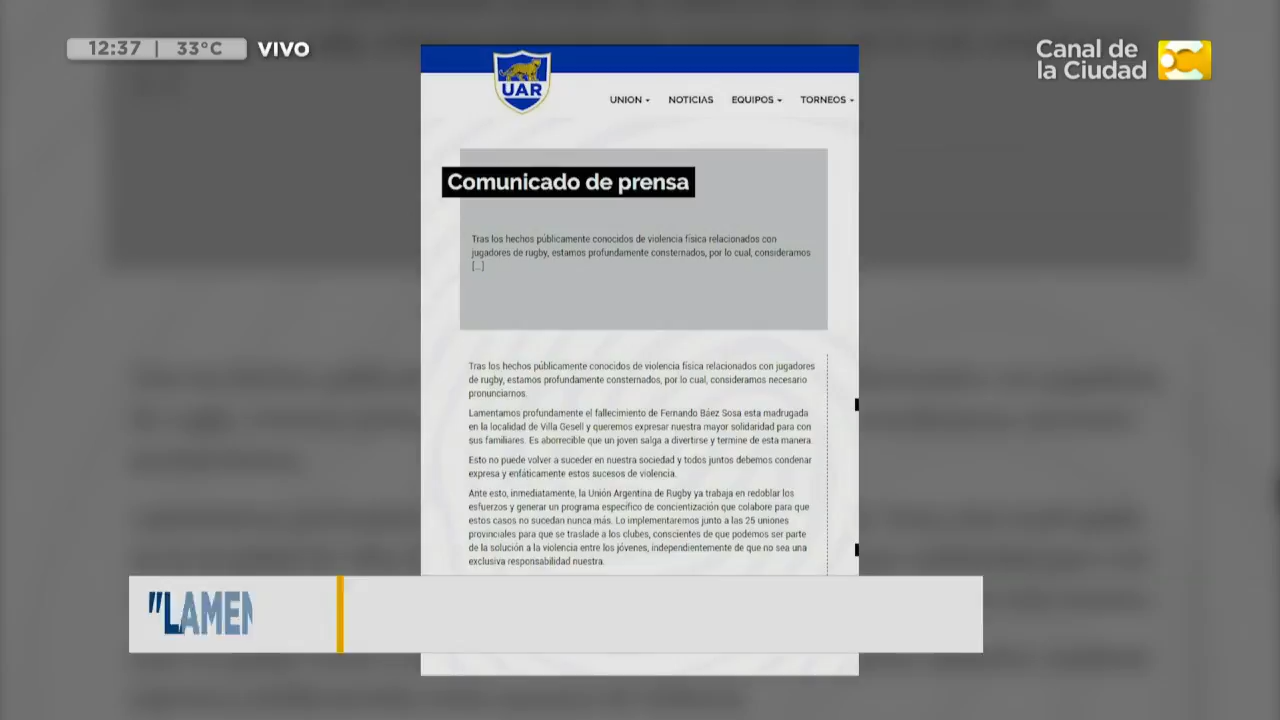 12:37 | 33°C VIVO
Canal de
la Ciudad
UAR
UNION NOTICIAS EQUIPOS TORNEOS
Comunicado de prensa
Tras los hechos públicamente conocidos de violencia física relacionados con
jugadores de rugby, estamos profundamente consternados, por lo cual, consideramos
[...]
Tras los hechos públicamente conocidos de violencia física relacionados con jugadores
de rugby, estamos profundamente consternados, por lo cual, consideramos necesario
pronunciarnos.
Lamentamos profundamente el fallecimiento de Fernando Báez Sosa esta madrugada
en la localidad de Villa Gesell y queremos expresar nuestra mayor solidaridad para con
sus familiares. Es aborrecible que un joven salga a divertirse y termine de esta manera.
Esto no puede volver a suceder en nuestra sociedad y todos juntos debemos condenar
expresa y enfáticamente estos sucesos de violencia.
Ante esto, inmediatamente, la Unión Argentina de Rugby ya trabaja en redoblar los
esfuerzos y generar un programa específico de concientización que colabore para que
estos casos no sucedan nunca más. Lo implementaremos junto a las 25 uniones
provinciales para que se traslade a los clubes, conscientes de que podemos ser parte
de la solución a la violencia entre los jóvenes, independientemente de que no sea una
exclusiva responsabilidad nuestra.
"LAMEN